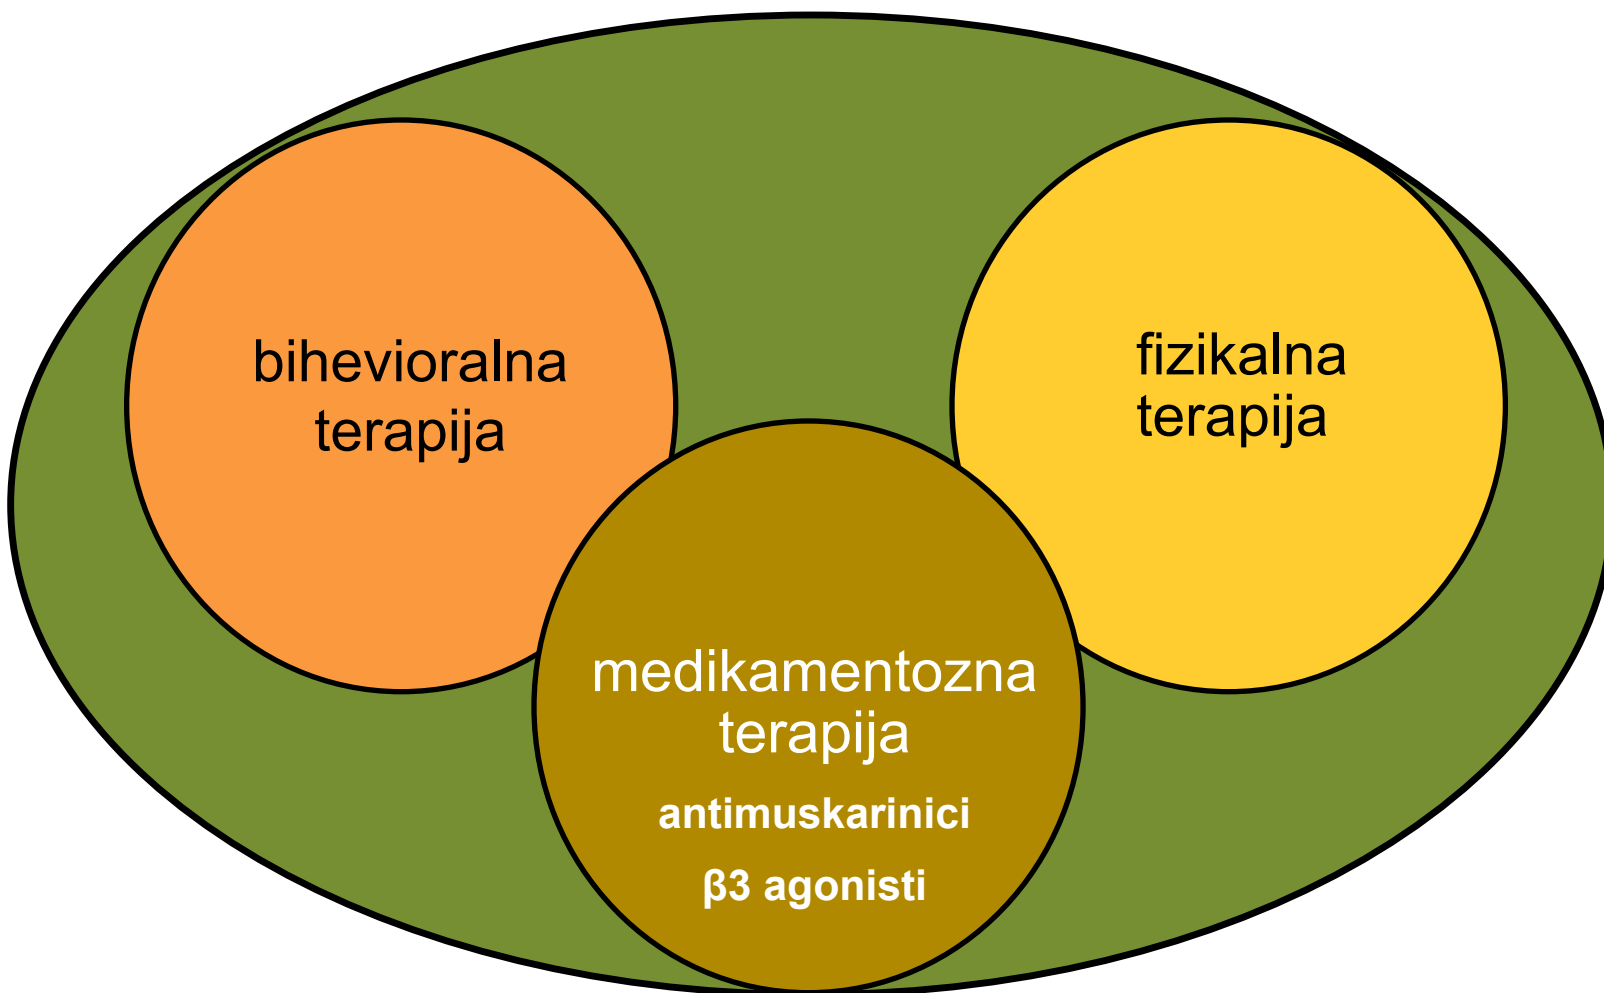 bihevioralna
terapija
fizikalna
terapija
medikamentozna
terapija
antimuskarinici
β3 agonisti